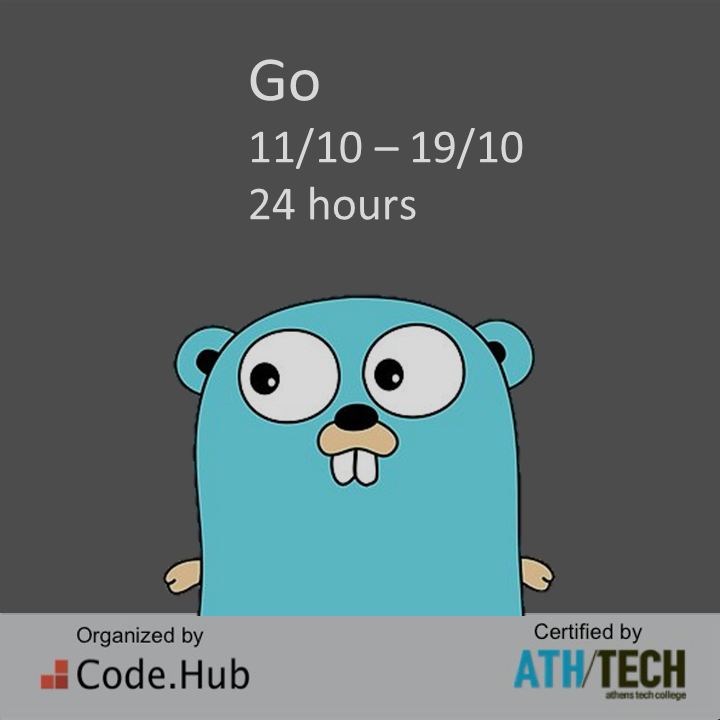 Go
11/10 – 19/10
24 hours
Organized by
Code.Hub
Certified by
ATH/TECH
athens tech college